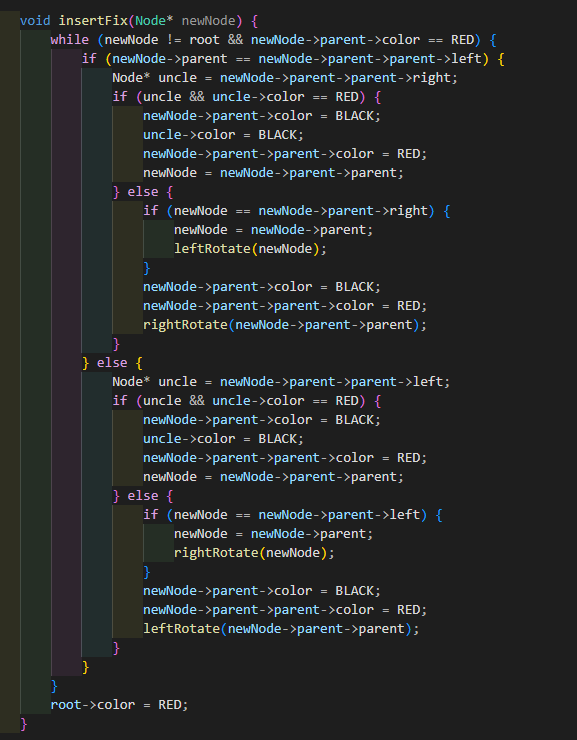 void insertFix(Node* newNode) {
    while (newNode != root && newNode->parent->color == RED) {
        if (newNode->parent == newNode->parent->parent->left) {
            Node* uncle = newNode->parent->parent->right;
            if (uncle && uncle->color == RED) {
                newNode->parent->color = BLACK;
                uncle->color = BLACK;
                newNode->parent->parent->color = RED;
                newNode = newNode->parent->parent;
            } else {
                if (newNode == newNode->parent->right) {
                    newNode = newNode->parent;
                    leftRotate(newNode);
                }
                newNode->parent->color = BLACK;
                newNode->parent->parent->color = RED;
                rightRotate(newNode->parent->parent);
            }
        } else {
            Node* uncle = newNode->parent->parent->left;
            if (uncle && uncle->color == RED) {
                newNode->parent->color = BLACK;
                uncle->color = BLACK;
                newNode->parent->parent->color = RED;
                newNode = newNode->parent->parent;
            } else {
                if (newNode == newNode->parent->left) {
                    newNode = newNode->parent;
                    rightRotate(newNode);
                }
                newNode->parent->color = BLACK;
                newNode->parent->parent->color = RED;
                leftRotate(newNode->parent->parent);
            }
        }
    }
    root->color = RED;
}